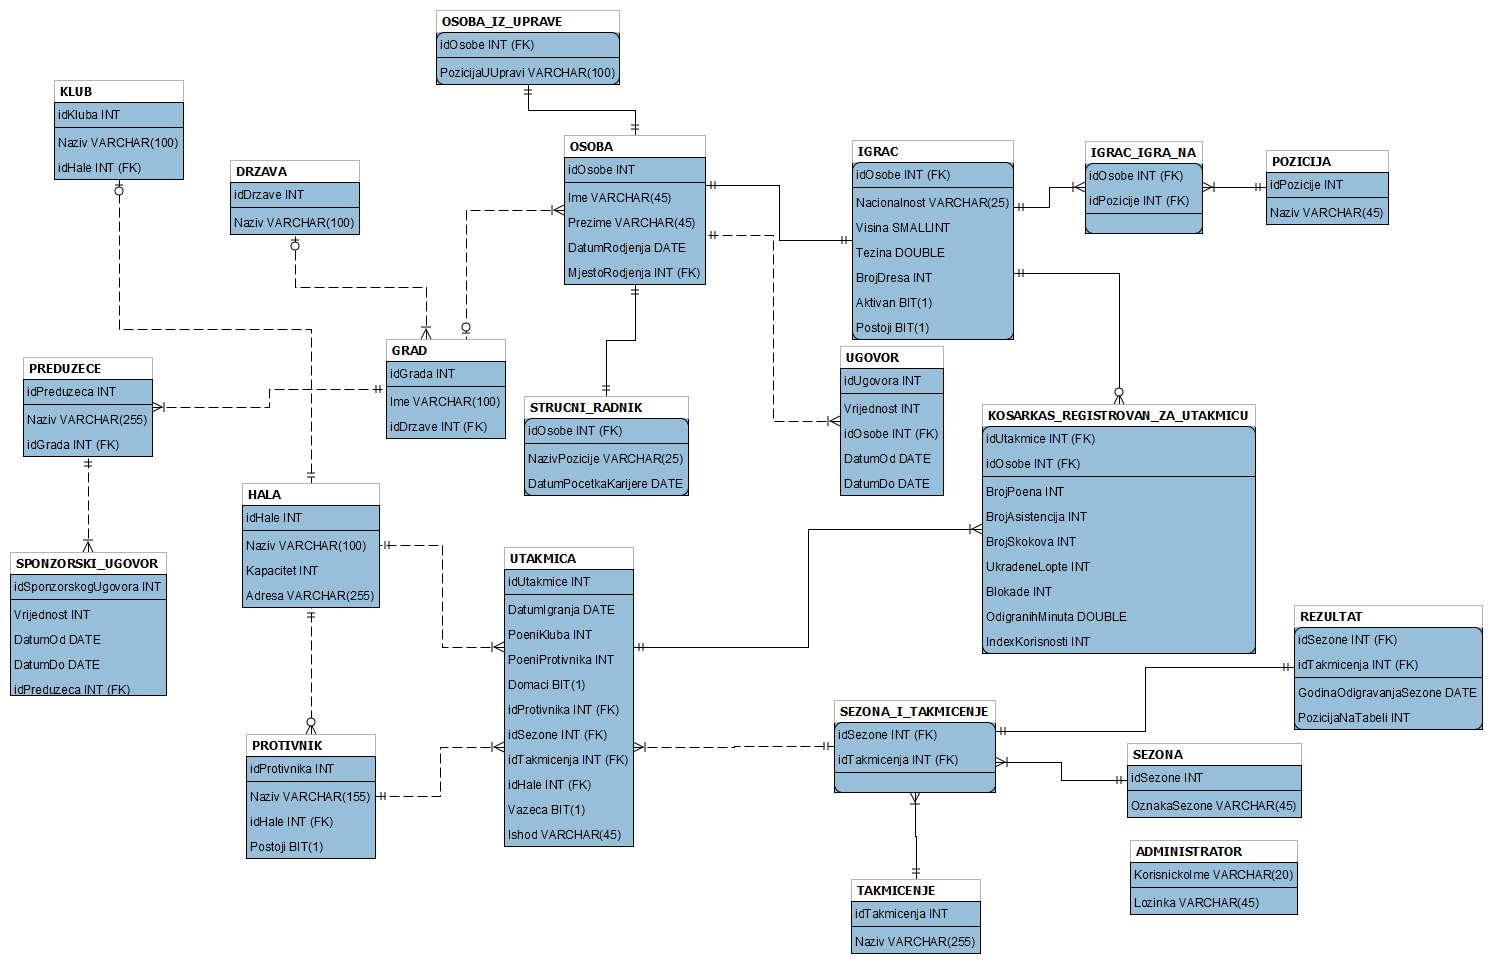 OSOBA_IZ_UPRAVE
idOsobe INT (FK)
PozicijaUUpravi VARCHAR(100)
KLUB
idKluba INT
Naziv VARCHAR(100)
idHale INT (FK)
DRZAVA
idDrzave INT
Naziv VARCHAR(100)
OSOBA
idOsobe INT
Ime VARCHAR(45)
Prezime VARCHAR(45)
DatumRodjenja DATE
MjestoRodjenja INT (FK)
IGRAC
idOsobe INT (FK)
Nacionalnost VARCHAR(25)
Visina SMALLINT
Tezina DOUBLE
BrojDresa INT
Aktivan BIT(1)
Postoji BIT(1)
IGRAC_IGRA_NA
idOsobe INT (FK)
idPozicije INT (FK)
POZICIJA
idPozicije INT
Naziv VARCHAR(45)
PREDUZECE
idPreduzeca INT
Naziv VARCHAR(255)
idGrada INT (FK)
GRAD
idGrada INT
Ime VARCHAR(100)
idDrzave INT (FK)
STRUCNI_RADNIK
idOsobe INT (FK)
NazivPozicije VARCHAR(25)
DatumPocetkaKarijere DATE
UGOVOR
idUgovora INT
Vrijednost INT
idOsobe INT (FK)
DatumOd DATE
DatumDo DATE
KOSARKAS_REGISTROVAN_ZA_UTAKMICU
idUtakmice INT (FK)
idOsobe INT (FK)
BrojPoena INT
BrojAsistencija INT
BrojSkokova INT
UkradeneLopte INT
Blokade INT
OdigranihMinuta DOUBLE
IndexKorisnosti INT
HALA
idHale INT
Naziv VARCHAR(100)
Kapacitet INT
Adresa VARCHAR(255)
SPONZORSKI_UGOVOR
idSponzorskogUgovora INT
Vrijednost INT
DatumOd DATE
DatumDo DATE
idPreduzeca INT (FK)
UTAKMICA
idUtakmice INT
DatumIgranja DATE
PoeniKluba INT
PoeniProtivnika INT
Domaci BIT(1)
idProtivnika INT (FK)
idSezone INT (FK)
idTakmicenja INT (FK)
idHale INT (FK)
Vazeca BIT(1)
Ishod VARCHAR(45)
REZULTAT
idSezone INT (FK)
idTakmicenja INT (FK)
GodinaOdigravanjaSezone DATE
PozicijaNaTabeli INT
PROTIVNIK
idProtivnika INT
Naziv VARCHAR(155)
idHale INT (FK)
Postoji BIT(1)
SEZONA_I_TAKMICENJE
idSezone INT (FK)
idTakmicenja INT (FK)
SEZONA
idSezone INT
OznakaSezone VARCHAR(45)
ADMINISTRATOR
KorisnickoIme VARCHAR(20)
Lozinka VARCHAR(45)
TAKMICENJE
idTakmicenja INT
Naziv VARCHAR(255)